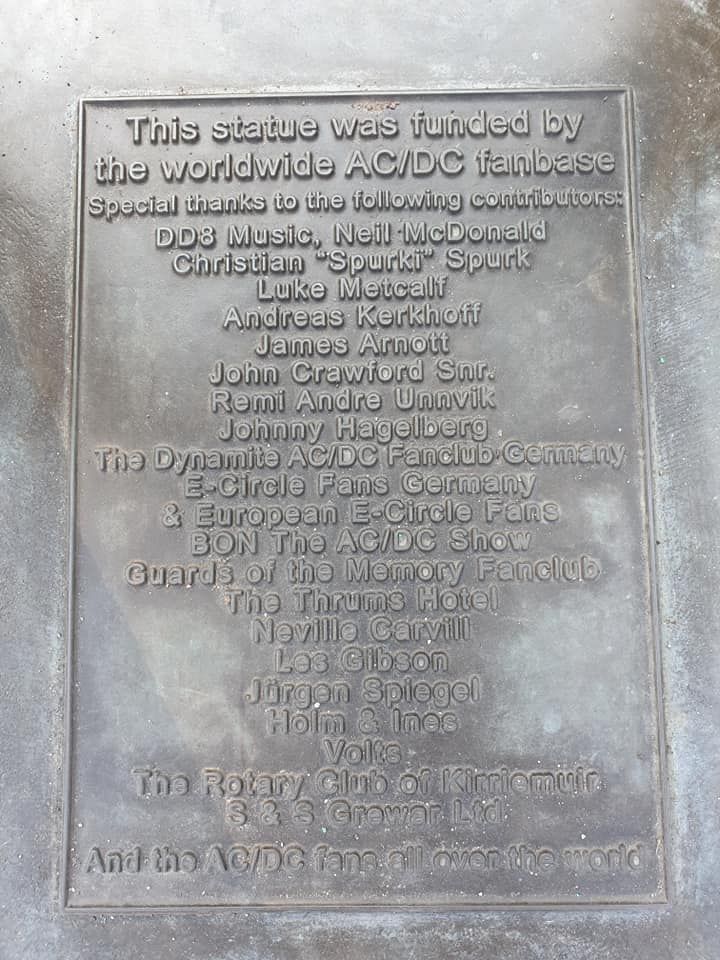 This statue was funded by
the worldwide AC/DC fanbase
Special thanks to the following contributors:
DD8 Music, Neil McDonald
Christian "Spurki" Spurk
Luke Metcalf
Andreas Kerkhoff
James Arnott
John Crawford Snr.
Remi Andre Unnvik
Johnny Hagelberg
The Dynamite AC/DC Fanclub Germany
E-Circle Fans Germany
& European E-Circle Fans
BON The AC/DC Show
Guards of the Memory Fanclub
The Thrums Hotel
Neville Carvill
Les Gibson
Jürgen Spiegel
Holm & Ines
Volts
The Rotary Club of Kirriemuir
S & S Grewar Ltd
And the AC/DC fans all over the world